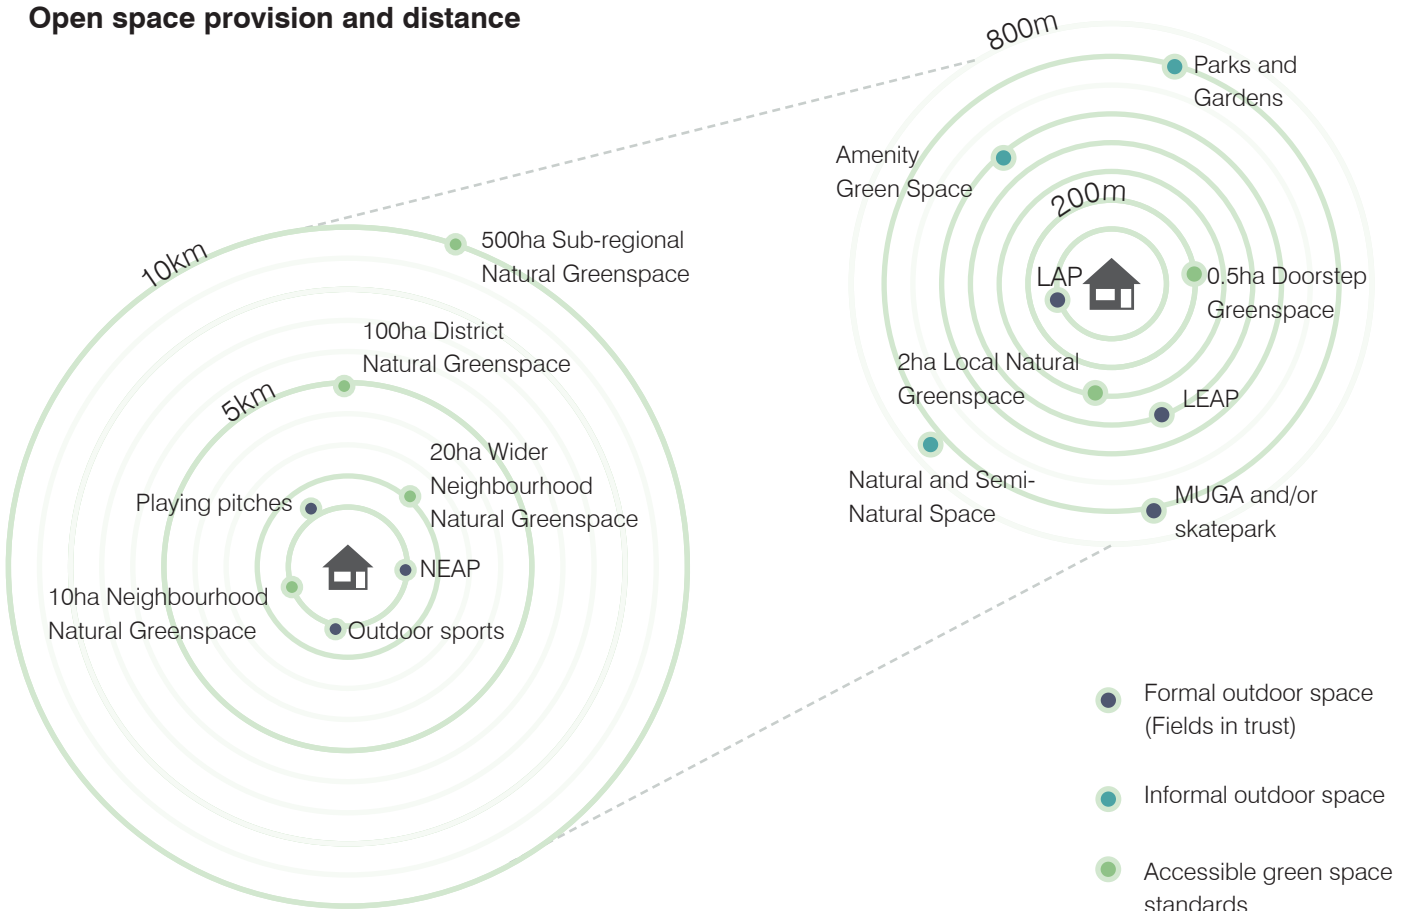 Open space provision and distance
800m
Parks and
Gardens
Amenity
Green Space
200m
LAP
0.5ha Doorstep
Greenspace
2ha Local Natural
Greenspace
LEAP
Natural and Semi-
Natural Space
MUGA and/or
skatepark
10km
500ha Sub-regional
Natural Greenspace
100ha District
Natural Greenspace
5km
20ha Wider
Neighbourhood
Natural Greenspace
Playing pitches
NEAP
10ha Neighbourhood
Natural Greenspace
Outdoor sports
Formal outdoor space
(Fields in trust)
Informal outdoor space
Accessible green space
standards